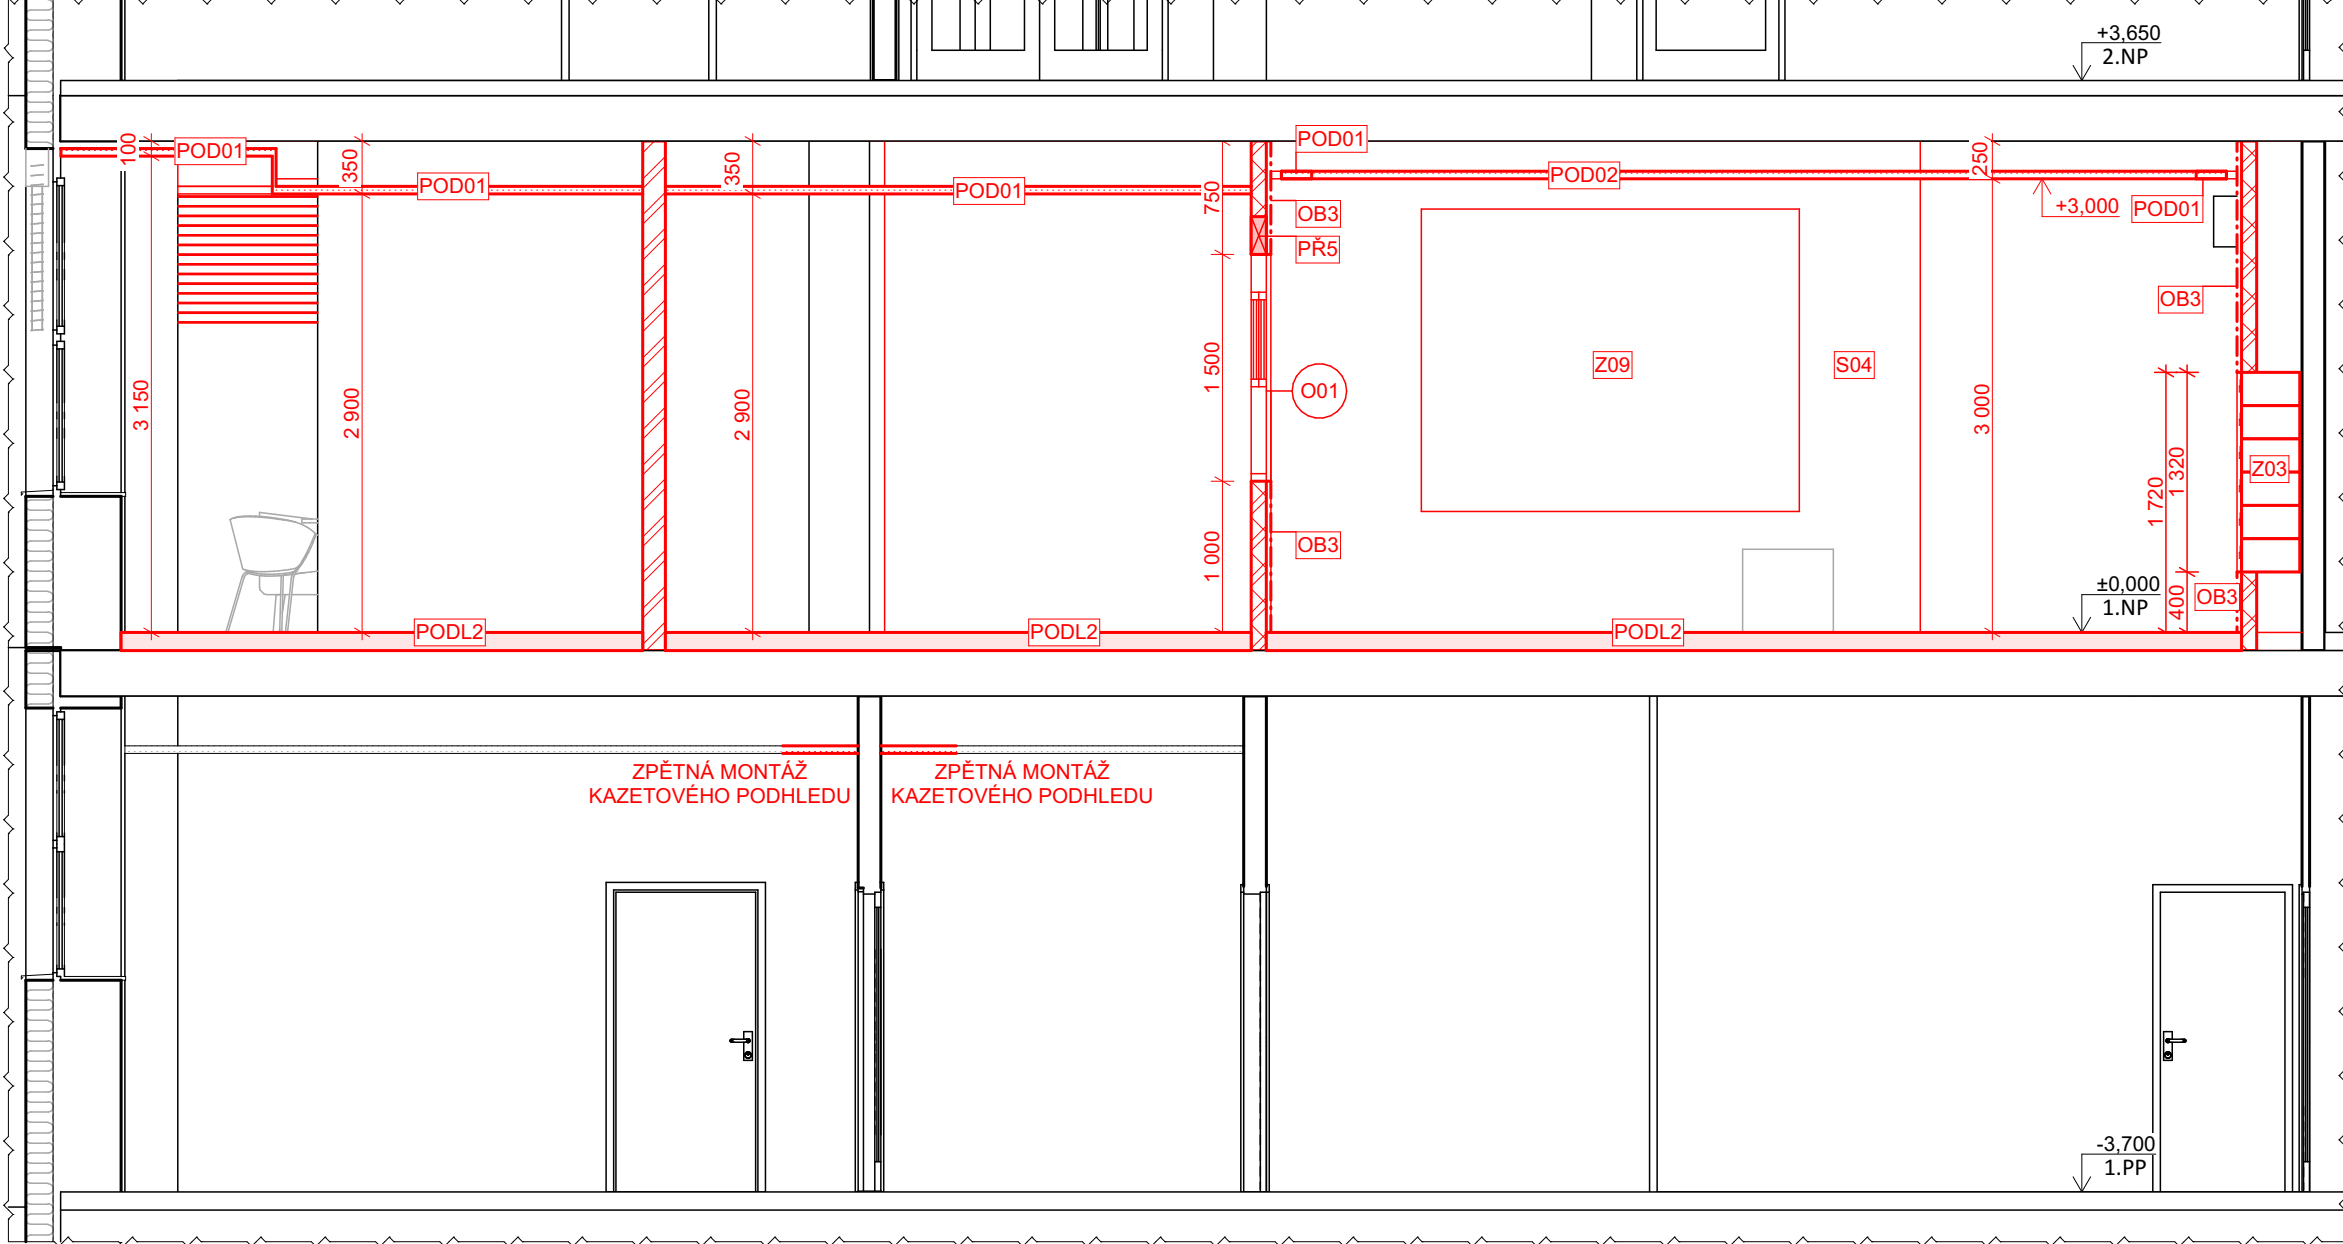 +3,650
2.NP
100
POD01
350
POD01
350
POD01
750
POD01
OB3
PŘ5
POD02
250
+3,000
POD01
OB3
3 150
2 900
2 900
1 500
O01
Z09
S04
3 000
1 720
1 320
Z03
1 000
OB3
±0,000
1.NP
400
OB3
PODL2
PODL2
PODL2
ZPĚTNÁ MONTÁŽ
KAZETOVÉHO PODHLEDU
ZPĚTNÁ MONTÁŽ
KAZETOVÉHO PODHLEDU
-3,700
1.PP